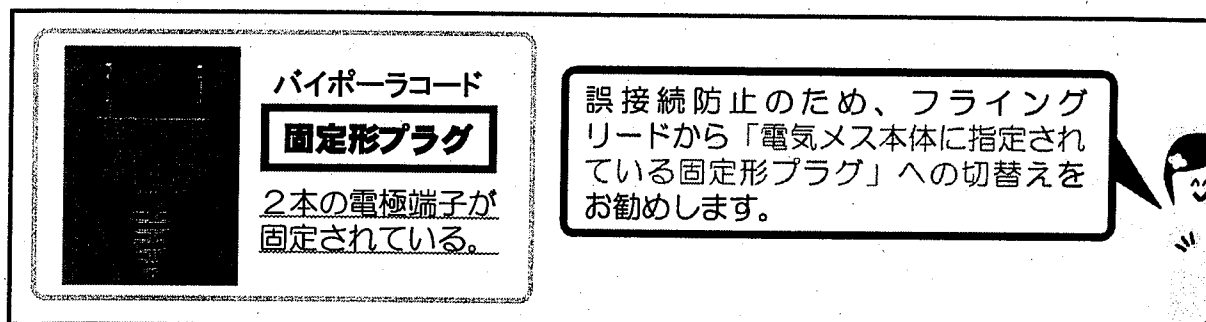 バイポーラコード
固定形プラグ
2本の電極端子が
固定されている。
誤接続防止のため、フライング
リードから「電気メス本体に指定され
ている固定形プラグ」への切替えを
お勧めします。